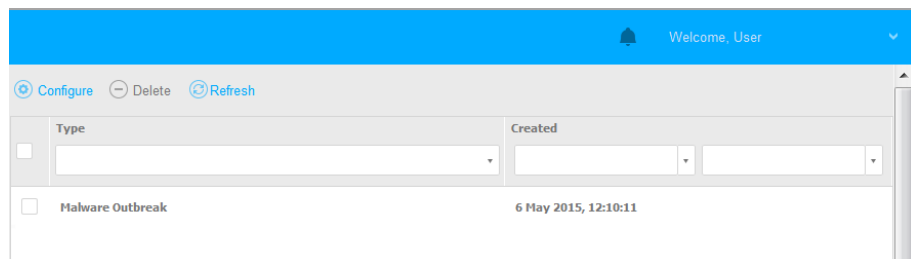 Welcome, User
Configure Delete Refresh
Type Created
Malware Outbreak 6 May 2015, 12:10:11